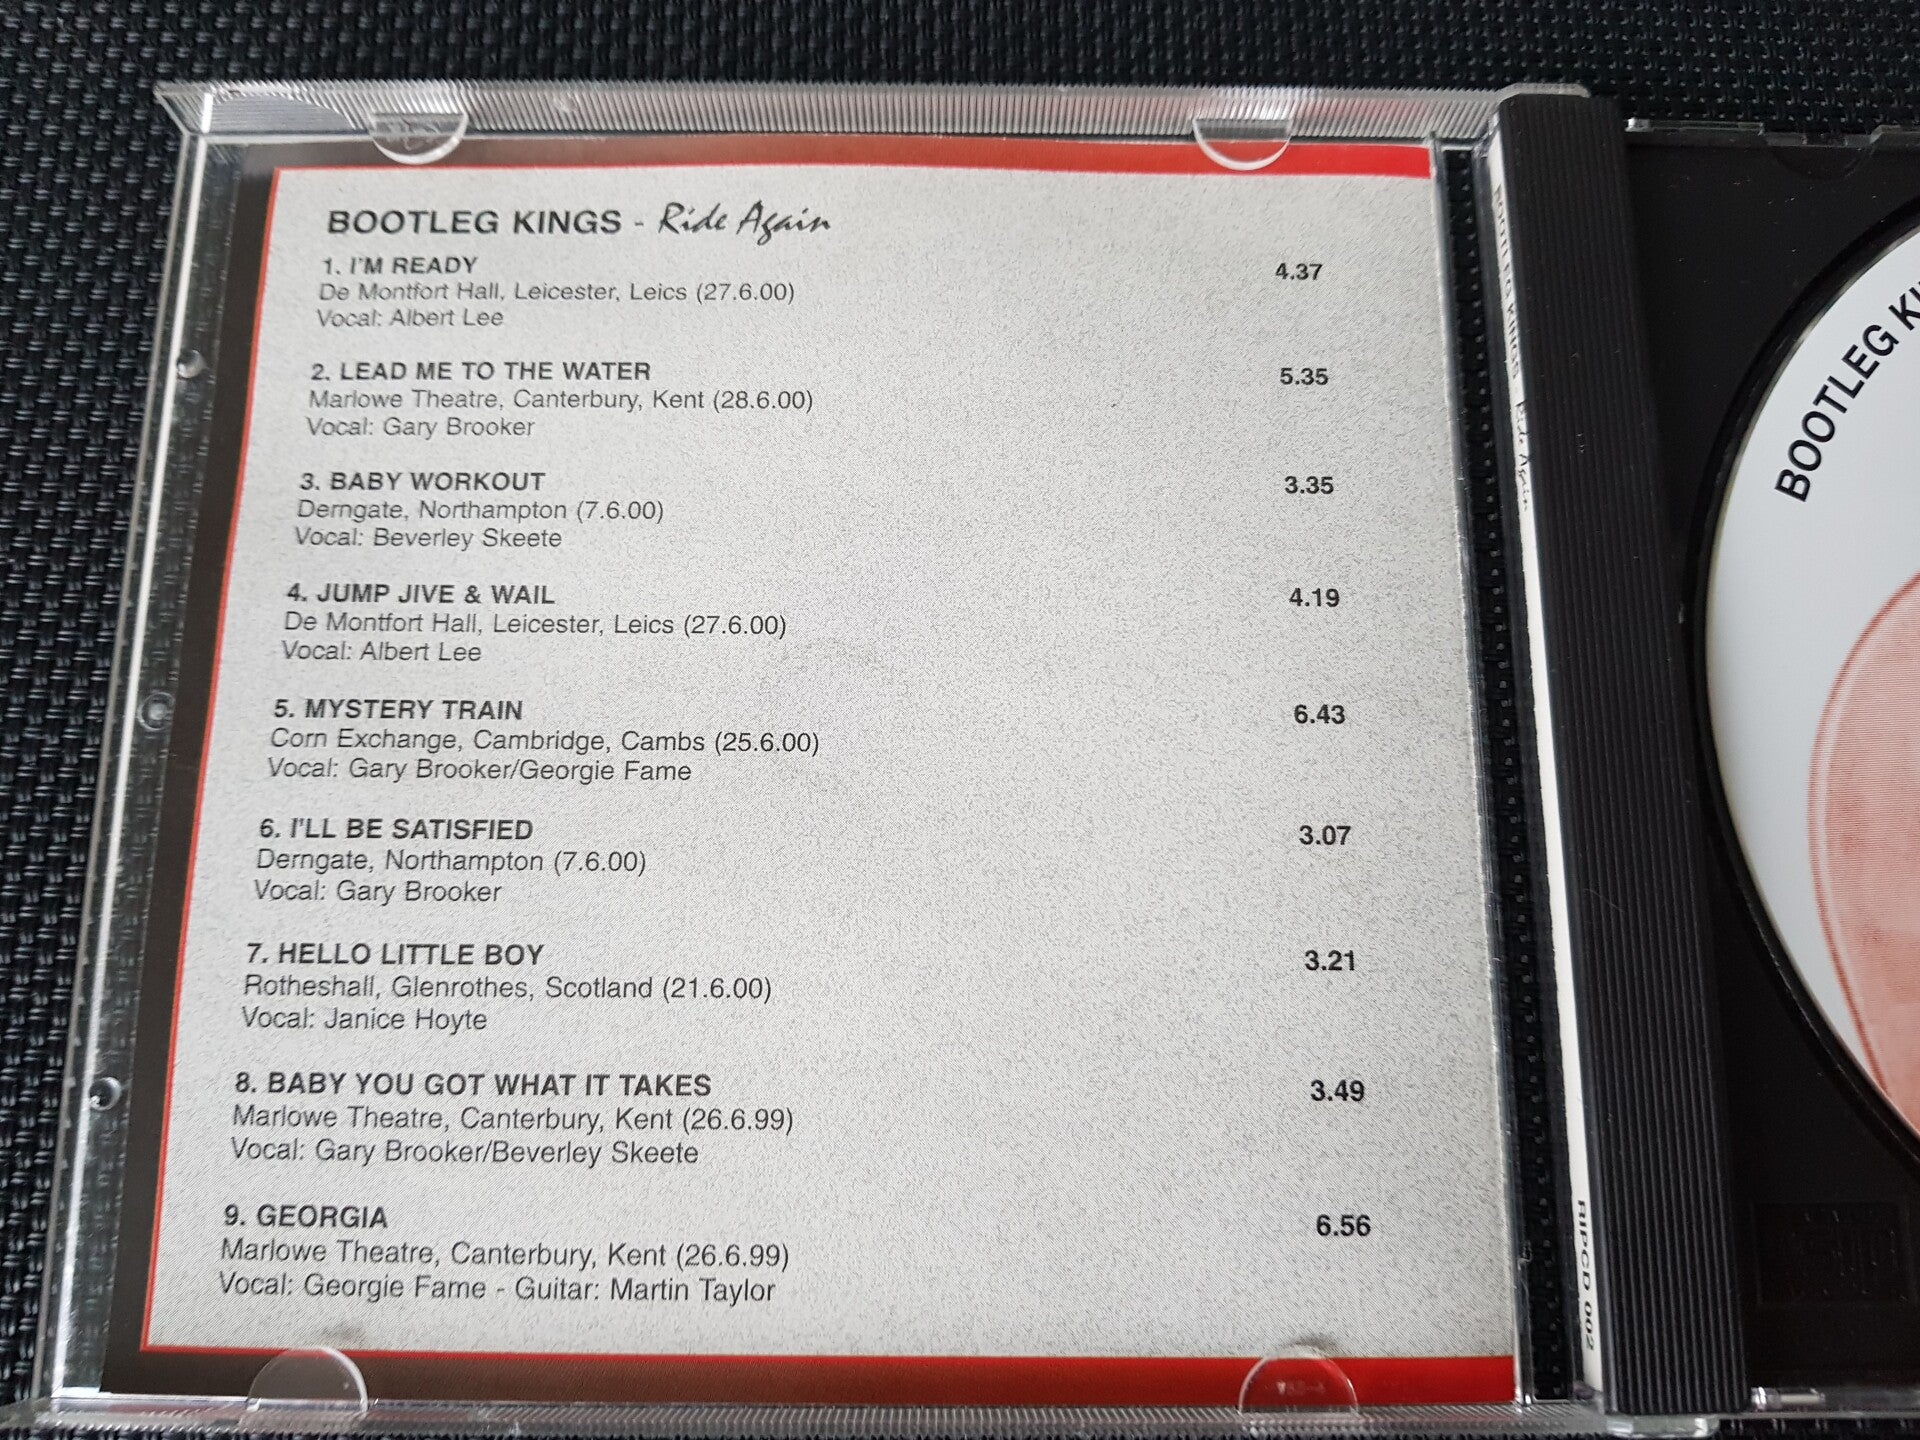 BOOTLEG KINGS - Ride Again
1. I'M READY 4.37
De Montfort Hall, Leicester, Leics (27.6.00)
Vocal: Albert Lee
2. LEAD ME TO THE WATER 5.35
Marlowe Theatre, Canterbury, Kent (28.6.00)
Vocal: Gary Brooker
3. BABY WORKOUT 3.35
Derngate, Northampton (7.6.00)
Vocal: Beverley Skeete
4. JUMP JIVE & WAIL 4.19
De Montfort Hall, Leicester, Leics (27.6.00)
Vocal: Albert Lee
5. MYSTERY TRAIN 6.43
Corn Exchange, Cambridge, Cambs (25.6.00)
Vocal: Gary Brooker/Georgie Fame
6. I'LL BE SATISFIED 3.07
Derngate, Northampton (7.6.00)
Vocal: Gary Brooker
7. HELLO LITTLE BOY 3.21
Rotheshall, Glenrothes, Scotland (21.6.00)
Vocal: Janice Hoyte
8. BABY YOU GOT WHAT IT TAKES 3.49
Marlowe Theatre, Canterbury, Kent (26.6.99)
Vocal: Gary Brooker/Beverley Skeete
9. GEORGIA 6.56
Marlowe Theatre, Canterbury, Kent (26.6.99)
Vocal: Georgie Fame - Guitar: Martin Taylor
BOOTLEG KINGS Ride Again
RIPCD 002
BOOTLEG KI